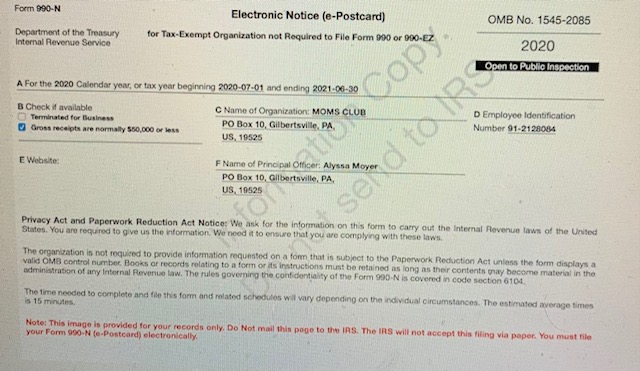 Form 990-N
Electronic Notice (e-Postcard)
OMB No. 1545-2085
Department of the Treasury
Internal Revenue Service
for Tax-Exempt Organization not Required to File Form 990 or 990-EZ
2020
Open to Public Inspection
A For the 2020 Calendar year, or tax year beginning 2020-07-01 and ending 2021-06-30
B Check if available
Terminated for Business
Gross receipts are normally $50,000 or less
C Name of Organization: MOMS CLUB
PO Box 10, Gilbertsville, PA,
US, 19525
D Employee Identification
Number 91-2128084
E Website:
F Name of Principal Officer: Alyssa Moyer
PO Box 10, Gilbertsville, PA,
US, 19525
Information Copy.
Do not send to IRS.
Privacy Act and Paperwork Reduction Act Notice: We ask for the information on this form to carry out the Internal Revenue laws of the United
States. You are required to give us the information. We need it to ensure that you are complying with these laws.
The organization is not required to provide information requested on a form that is subject to the Paperwork Reduction Act unless the form displays a
valid OMB control number. Books or records relating to a form or its instructions must be retained as long as their contents may become material in the
administration of any Internal Revenue law. The rules governing the confidentiality of the Form 990-N is covered in code section 6104.
The time needed to complete and file this form and related schedules will vary depending on the individual circumstances. The estimated average times
is 15 minutes.
Note: This image is provided for your records only. Do Not mail this page to the IRS. The IRS will not accept this filing via paper. You must file
your Form 990-N (e-Postcard) electronically.